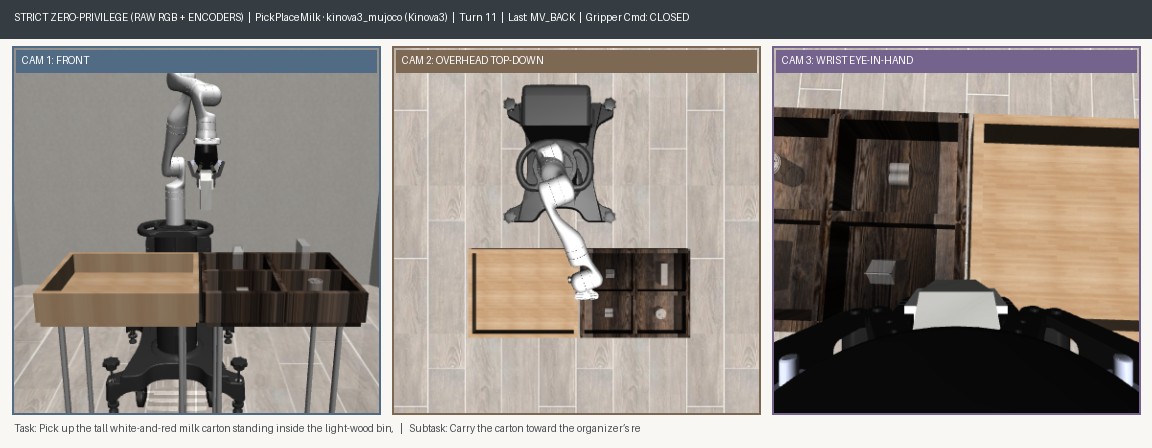 STRICT ZERO-PRIVILEGE (RAW RGB + ENCODERS) | PickPlaceMilk · kinova3_mujoco (Kinova3) | Turn 11 | Last: MV_BACK | Gripper Cmd: CLOSED
CAM 1: FRONT
CAM 2: OVERHEAD TOP-DOWN
CAM 3: WRIST EYE-IN-HAND
Task: Pick up the tall white-and-red milk carton standing inside the light-wood bin, | Subtask: Carry the carton toward the organizer's re